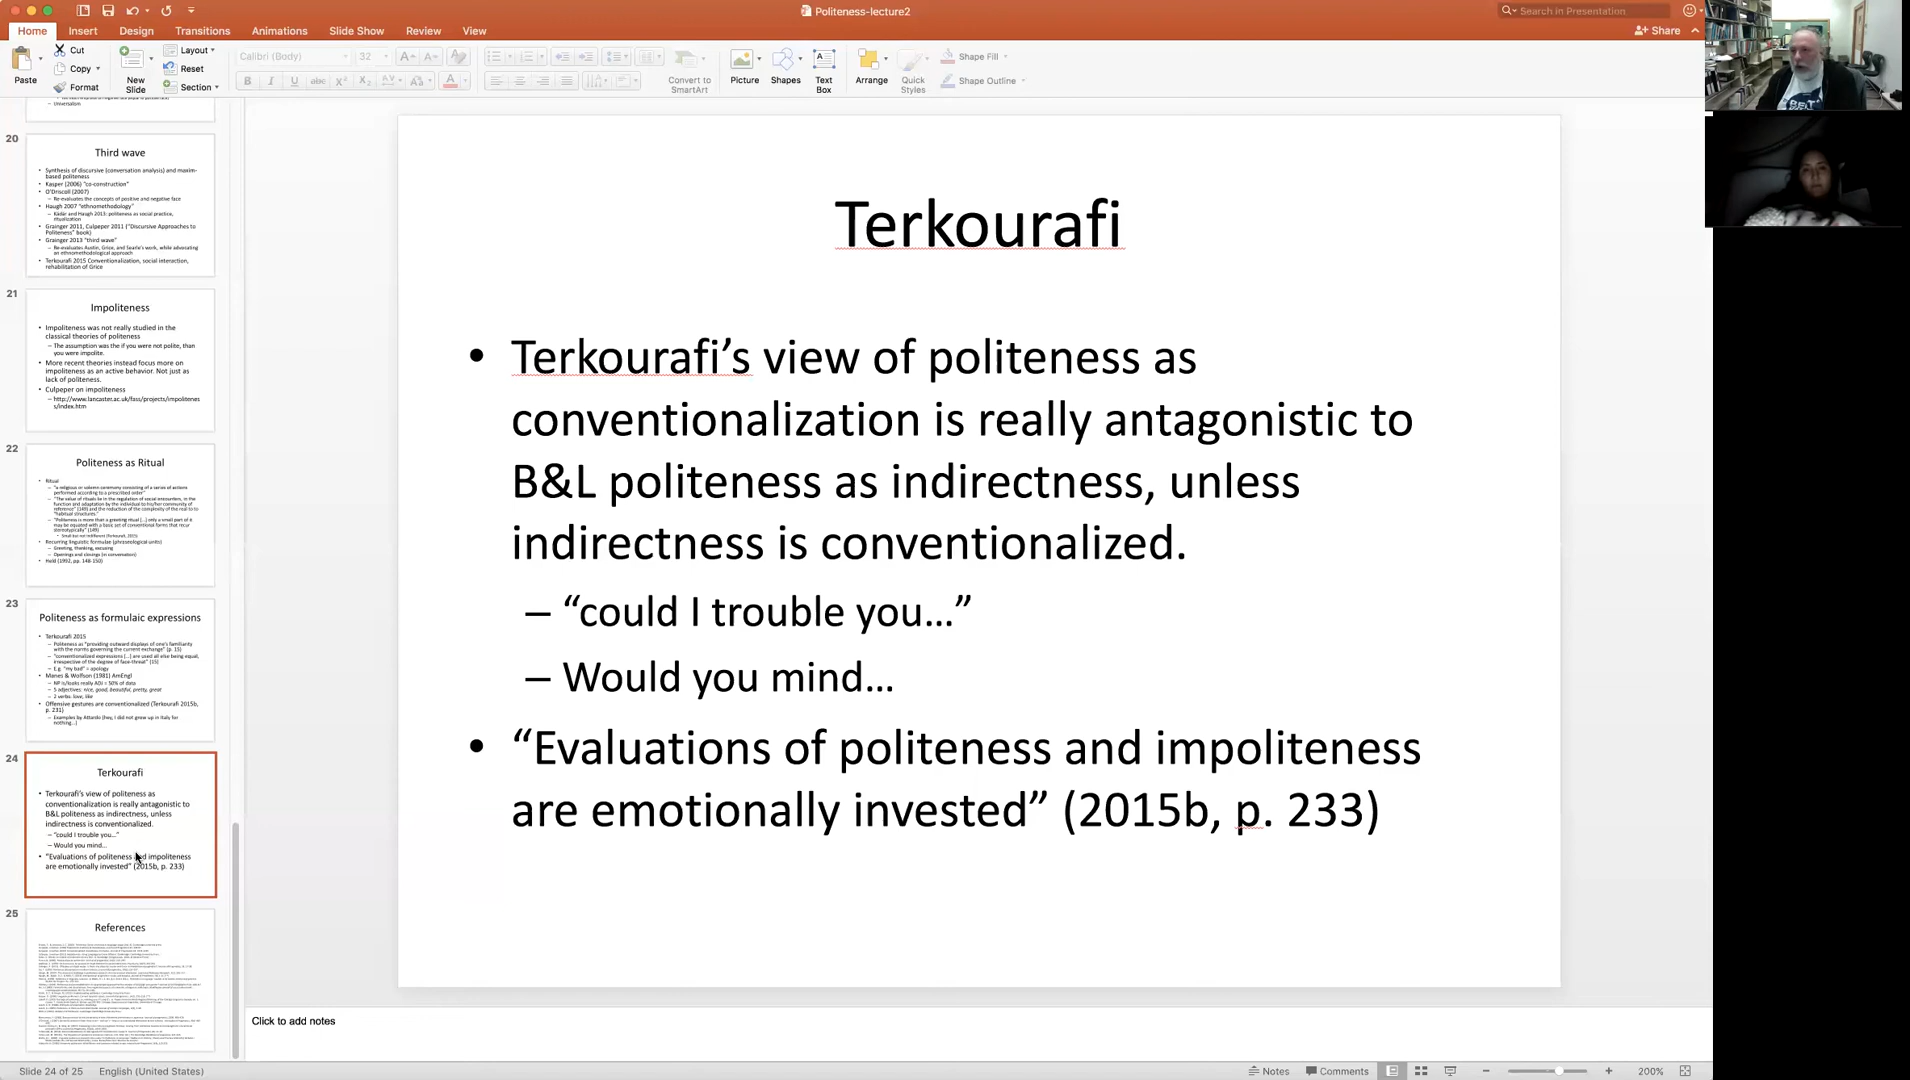 Politeness-lecture2
Search in Presentation
Home
Insert
Design
Transitions
Animations
Slide Show
Review
View
Share
Paste
Cut
Copy
Format
New
Slide
Layout
Reset
Section
Calibri (Body)
32
Convert to
SmartArt
Picture
Shapes
Text
Box
Arrange
Quick
Styles
Shape Fill
Shape Outline
– Universalism
20
Third wave
• Synthesis of discursive (conversation analysis) and maxim-
based politeness
• Kasper (2006) “co-construction”
• O’Driscoll (2007)
– Re-evaluates the concepts of positive and negative face
• Haugh 2007 “ethnomethodology”
– Kádár and Haugh 2013: politeness as social practice,
ritualization
• Grainger 2011, Culpeper 2011 (“Discursive Approaches to
Politeness” book)
• Grainger 2013 “third wave”
– Re-evaluates Austin, Grice, and Searle’s work, while advocating
an ethnomethodological approach
• Terkourafi 2015 Conventionalization, social interaction,
rehabilitation of Grice
21
Impoliteness
• Impoliteness was not really studied in the
classical theories of politeness
– The assumption was the if you were not polite, than
you were impolite.
• More recent theories instead focus more on
impoliteness as an active behavior. Not just as
lack of politeness.
• Culpeper on impoliteness
– http://www.lancaster.ac.uk/fass/projects/impolitenes
s/index.htm
22
Politeness as Ritual
• Ritual
– “a religious or solemn ceremony consisting of a series of actions
performed according to a prescribed order”
– “The value of rituals lie in the regulation of social encounters, in the
function and adaptation by the individual to his/her community of
reference” (149) and the reduction of the complexity of the real to to
“habitual structures.”
– “Politeness is more than a greeting ritual [...] only a small part of it
may be equated with a basic set of conventional forms that recur
stereotypically” (149)
• Small but not indifferent (Terkourafi, 2015)
• Recurring linguistic formulae (phraseological units)
– Greeting, thanking, excusing
– Openings and closings (in conversation)
• Held (1992, pp. 148-150)
23
Politeness as formulaic expressions
• Terkourafi 2015
– Politeness as “providing outward displays of one’s familiarity
with the norms governing the current exchange” (p. 15)
– “conventionalized expressions [...] are used all else being equal,
irrespective of the degree of face-threat” (15)
– E.g. “my bad” = apology
• Manes & Wolfson (1981) AmEngl
– NP is/looks really ADJ = 50% of data
– 5 adjectives: nice, good, beautiful, pretty, great
– 2 verbs: love, like
• Offensive gestures are conventionalized (Terkourafi 2015b,
p. 231)
– Examples by Attardo (hey, I did not grow up in Italy for
nothing...)
24
Terkourafi
• Terkourafi’s view of politeness as
conventionalization is really antagonistic to
B&L politeness as indirectness, unless
indirectness is conventionalized.
– “could I trouble you...”
– Would you mind...
• “Evaluations of politeness and impoliteness
are emotionally invested” (2015b, p. 233)
25
References
Terkourafi
• Terkourafi’s view of politeness as
conventionalization is really antagonistic to
B&L politeness as indirectness, unless
indirectness is conventionalized.
– “could I trouble you…”
– Would you mind…
• “Evaluations of politeness and impoliteness
are emotionally invested” (2015b, p. 233)
Click to add notes
Slide 24 of 25
English (United States)
Notes
Comments
200%